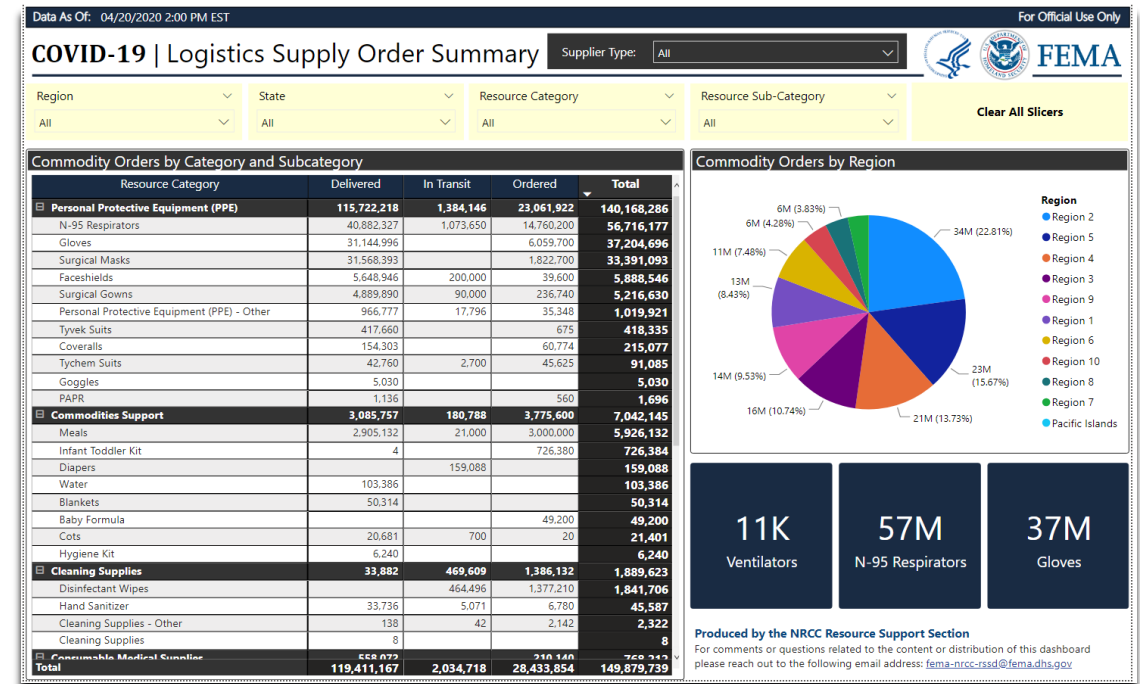 Data As Of: 04/20/2020 2:00 PM EST
For Official Use Only
COVID-19 | Logistics Supply Order Summary
Supplier Type: All
FEMA
Region State Resource Category Resource Sub-Category
All All All All
Clear All Slicers
Commodity Orders by Category and Subcategory
Resource Category Delivered In Transit Ordered Total
Personal Protective Equipment (PPE) 115,722,218 1,384,146 23,061,922 140,168,286
N-95 Respirators 40,882,327 1,073,650 14,760,200 56,716,177
Gloves 31,144,996 6,059,700 37,204,696
Surgical Masks 31,568,393 1,822,700 33,391,093
Faceshields 5,648,946 200,000 39,600 5,888,546
Surgical Gowns 4,889,890 90,000 236,740 5,216,630
Personal Protective Equipment (PPE) - Other 966,777 17,796 35,348 1,019,921
Tyvek Suits 417,660 675 418,335
Coveralls 154,303 60,774 215,077
Tychem Suits 42,760 2,700 45,625 91,085
Goggles 5,030 5,030
PAPR 1,136 560 1,696
Commodities Support 3,085,757 180,788 3,775,600 7,042,145
Meals 2,905,132 21,000 3,000,000 5,926,132
Infant Toddler Kit 4 726,380 726,384
Diapers 159,088 159,088
Water 103,386 103,386
Blankets 50,314 50,314
Baby Formula 49,200 49,200
Cots 20,681 700 20 21,401
Hygiene Kit 6,240 6,240
Cleaning Supplies 33,882 469,609 1,386,132 1,889,623
Disinfectant Wipes 464,496 1,377,210 1,841,706
Hand Sanitizer 33,736 5,071 6,780 45,587
Cleaning Supplies - Other 138 42 2,142 2,322
Cleaning Supplies 8 8
Consumable Medical Supplies 558,072 210,140 768,212
Total 119,411,167 2,034,718 28,433,854 149,879,739
Commodity Orders by Region
34M (22.81%)
23M
(15.67%)
21M (13.73%)
16M (10.74%)
14M (9.53%)
13M
(8.43%)
11M (7.48%)
6M (4.28%)
6M (3.83%)
Region
Region 2
Region 5
Region 4
Region 3
Region 9
Region 1
Region 6
Region 10
Region 8
Region 7
Pacific Islands
11K
Ventilators
57M
N-95 Respirators
37M
Gloves
Produced by the NRCC Resource Support Section
For comments or questions related to the content or distribution of this dashboard
please reach out to the following email address: fema-nrcc-rssd@fema.dhs.gov